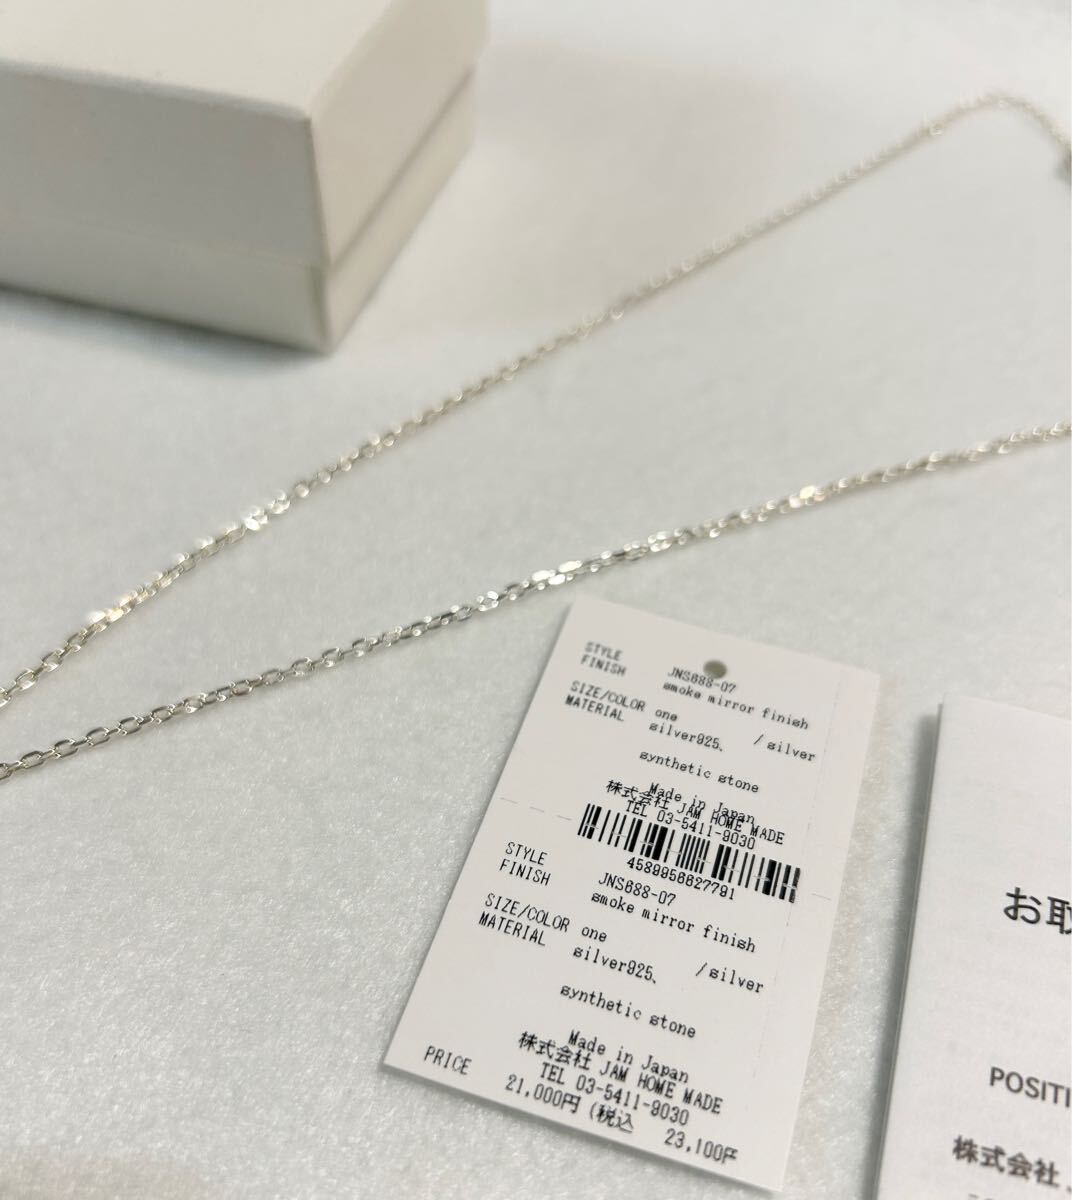 STYLE JNS688-07
FINISH smoke mirror finish
SIZE/COLOR one /silver
MATERIAL silver925、
synthetic stone
Made in Japan
株式会社 JAM HOME MADE
TEL 03-5411-9030
4589956627791
STYLE JNS688-07
FINISH smoke mirror finish
SIZE/COLOR one /silver
MATERIAL silver925、
synthetic stone
Made in Japan
株式会社 JAM HOME MADE
TEL 03-5411-9030
PRICE 21,000円 (税込 23,100円
お取
POSITI
株式会社